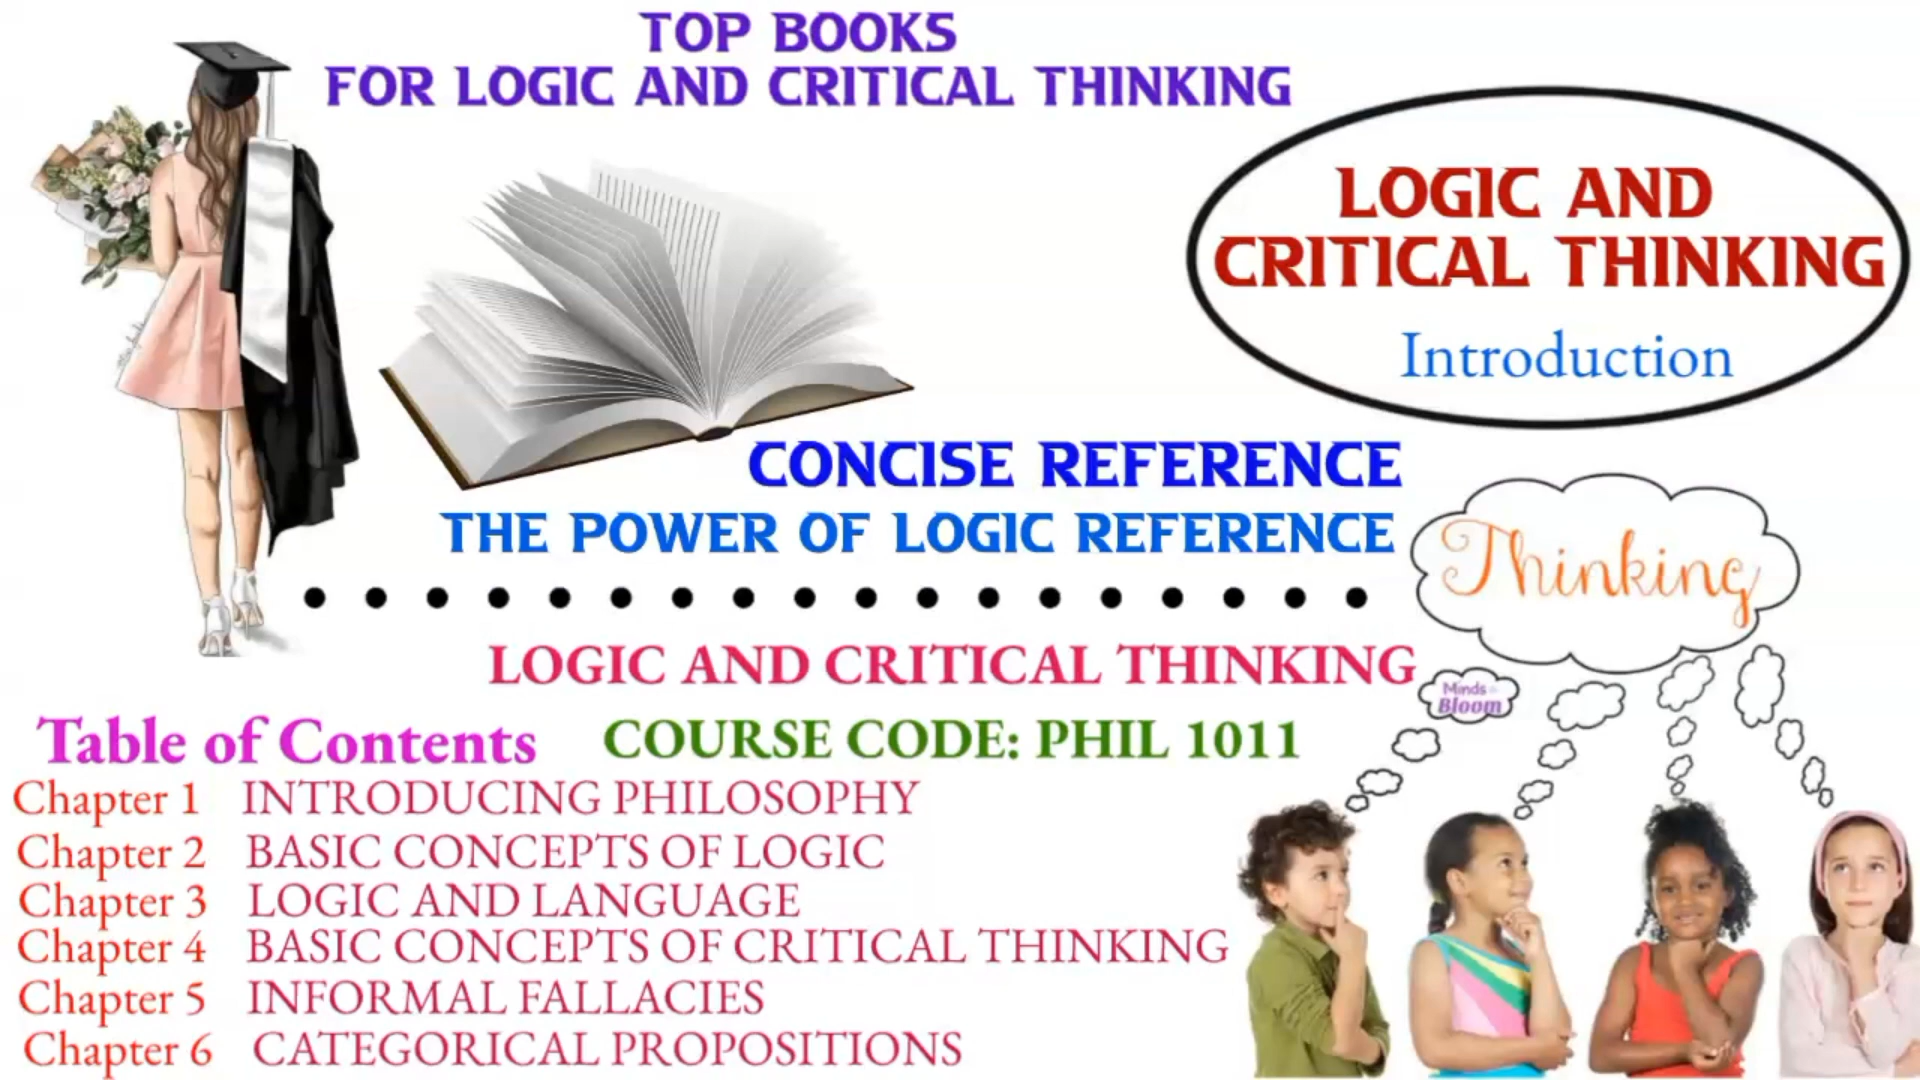 TOP BOOKS
FOR LOGIC AND CRITICAL THINKING
LOGIC AND
CRITICAL THINKING
Introduction
CONCISE REFERENCE
THE POWER OF LOGIC REFERENCE
Thinking
LOGIC AND CRITICAL THINKING
Minds in
Bloom
Table of Contents
COURSE CODE: PHIL 1011
Chapter 1 INTRODUCING PHILOSOPHY
Chapter 2 BASIC CONCEPTS OF LOGIC
Chapter 3 LOGIC AND LANGUAGE
Chapter 4 BASIC CONCEPTS OF CRITICAL THINKING
Chapter 5 INFORMAL FALLACIES
Chapter 6 CATEGORICAL PROPOSITIONS